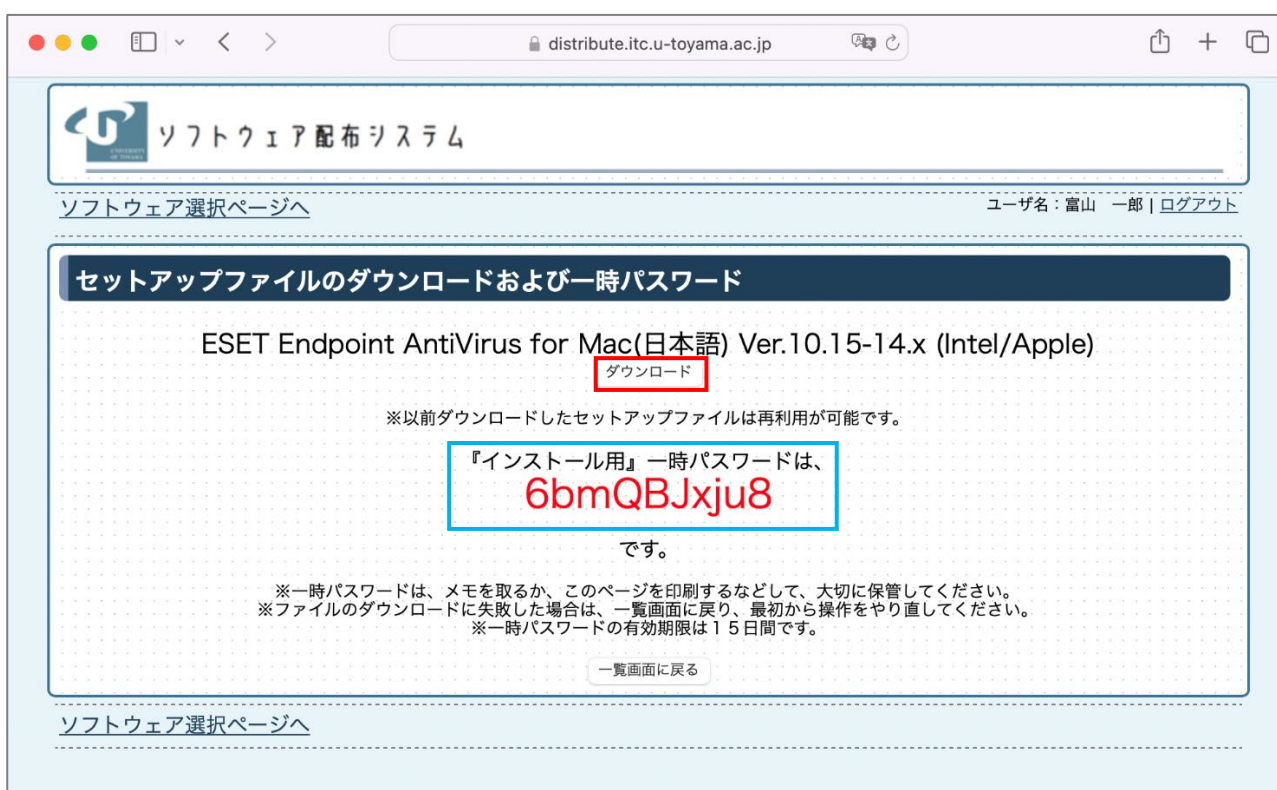 distribute.itc.u-toyama.ac.jp
UNIVERSITY
OF TOYAMA
ソフトウェア配布システム
ソフトウェア選択ページへ
ユーザ名：富山　一郎 | ログアウト
セットアップファイルのダウンロードおよび一時パスワード
ESET Endpoint AntiVirus for Mac(日本語) Ver.10.15-14.x (Intel/Apple)
ダウンロード
※以前ダウンロードしたセットアップファイルは再利用が可能です。
『インストール用』一時パスワードは、
6bmQBJxju8
です。
※一時パスワードは、メモを取るか、このページを印刷するなどして、大切に保管してください。
※ファイルのダウンロードに失敗した場合は、一覧画面に戻り、最初から操作をやり直してください。
※一時パスワードの有効期限は１５日間です。
一覧画面に戻る
ソフトウェア選択ページへ